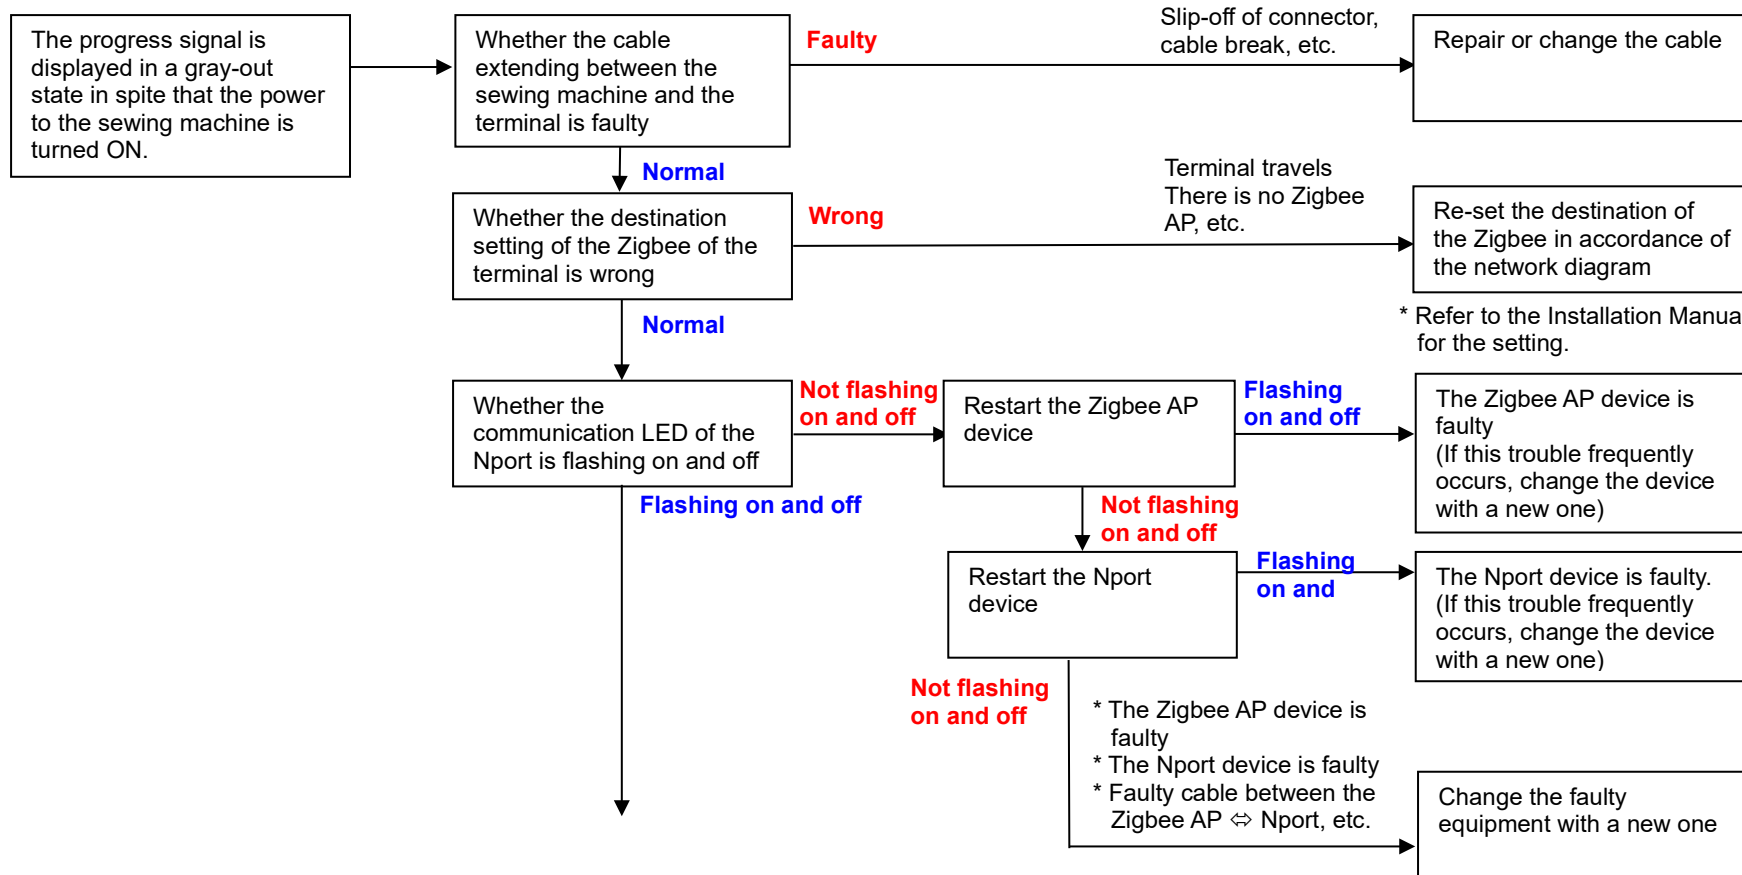 The progress signal is
displayed in a gray-out
state in spite that the power
to the sewing machine is
turned ON.
Whether the cable
extending between the
sewing machine and the
terminal is faulty
Faulty
Slip-off of connector,
cable break, etc.
Repair or change the cable
Normal
Whether the destination
setting of the Zigbee of the
terminal is wrong
Wrong
Terminal travels
There is no Zigbee
AP, etc.
Re-set the destination of
the Zigbee in accordance of
the network diagram
* Refer to the Installation Manua
for the setting.
Normal
Whether the
communication LED of the
Nport is flashing on and off
Not flashing
on and off
Restart the Zigbee AP
device
Flashing
on and off
The Zigbee AP device is
faulty
(If this trouble frequently
occurs, change the device
with a new one)
Flashing on and off
Not flashing
on and off
Restart the Nport
device
Flashing
on and
The Nport device is faulty.
(If this trouble frequently
occurs, change the device
with a new one)
Not flashing
on and off
* The Zigbee AP device is
faulty
* The Nport device is faulty
* Faulty cable between the
Zigbee AP ⇔ Nport, etc.
Change the faulty
equipment with a new one